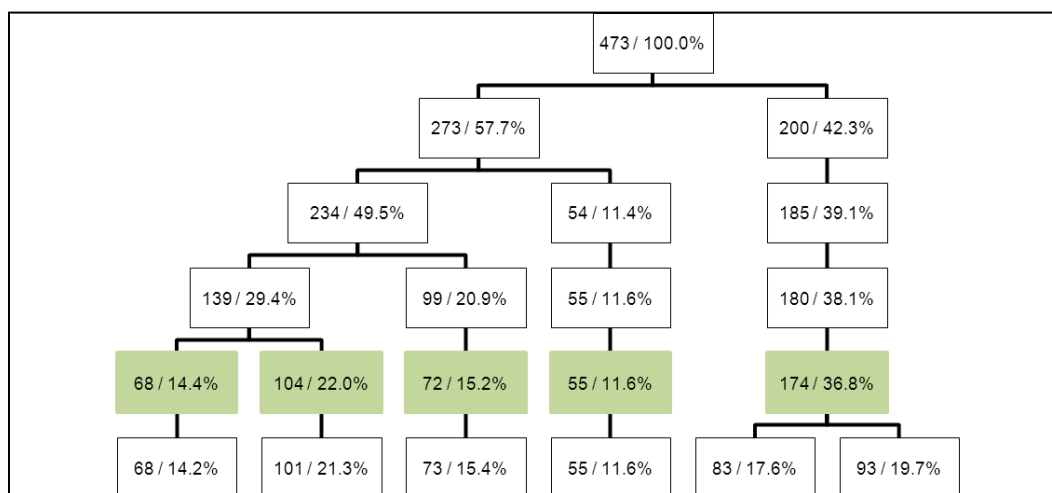 473 / 100.0%
273 / 57.7%
200 / 42.3%
234 / 49.5%
54 / 11.4%
185 / 39.1%
139 / 29.4%
99 / 20.9%
55 / 11.6%
180 / 38.1%
68 / 14.4%
104 / 22.0%
72 / 15.2%
55 / 11.6%
174 / 36.8%
68 / 14.2%
101 / 21.3%
73 / 15.4%
55 / 11.6%
83 / 17.6%
93 / 19.7%